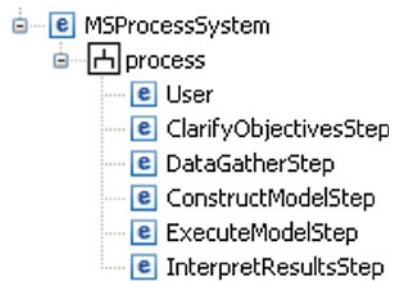 e MSProcessSystem
process
e User
e ClarifyObjectivesStep
e DataGatherStep
e ConstructModelStep
e ExecuteModelStep
e InterpretResultsStep